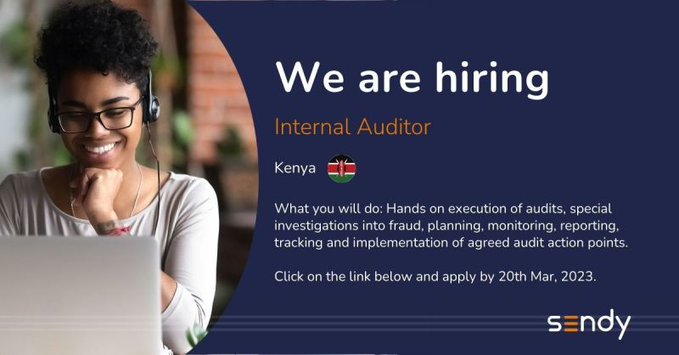 We are hiring
Internal Auditor
Kenya
What you will do: Hands on execution of audits, special
investigations into fraud, planning, monitoring, reporting,
tracking and implementation of agreed audit action points.
Click on the link below and apply by 20th Mar, 2023.
sendy